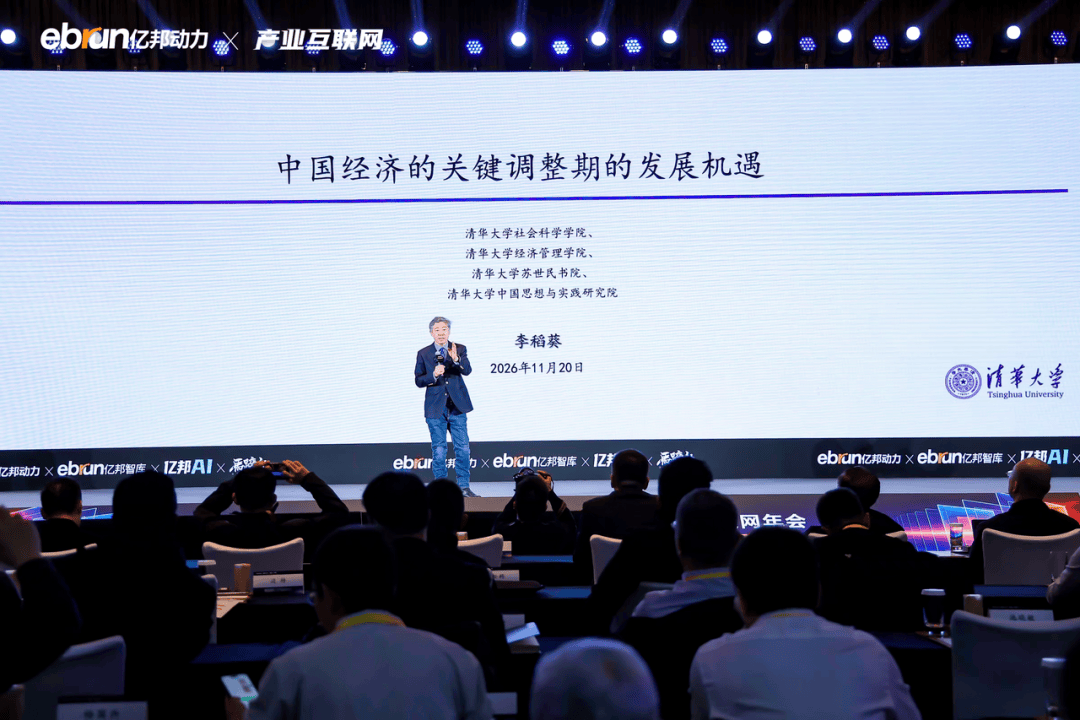 ebrun亿邦动力 × 产业互联网
中国经济的关键调整期的发展机遇
清华大学社会科学学院、
清华大学经济管理学院、
清华大学苏世民书院、
清华大学中国思想与实践研究院
李稻葵
2026年11月20日
清华大学
Tsinghua University
亿邦动力 × ebrun亿邦智库 × 亿邦AI ×
ebrun × ebrun亿邦智库 ×
ebrun亿邦动力 × ebrun亿邦智库 × 亿邦AI ×
网年会